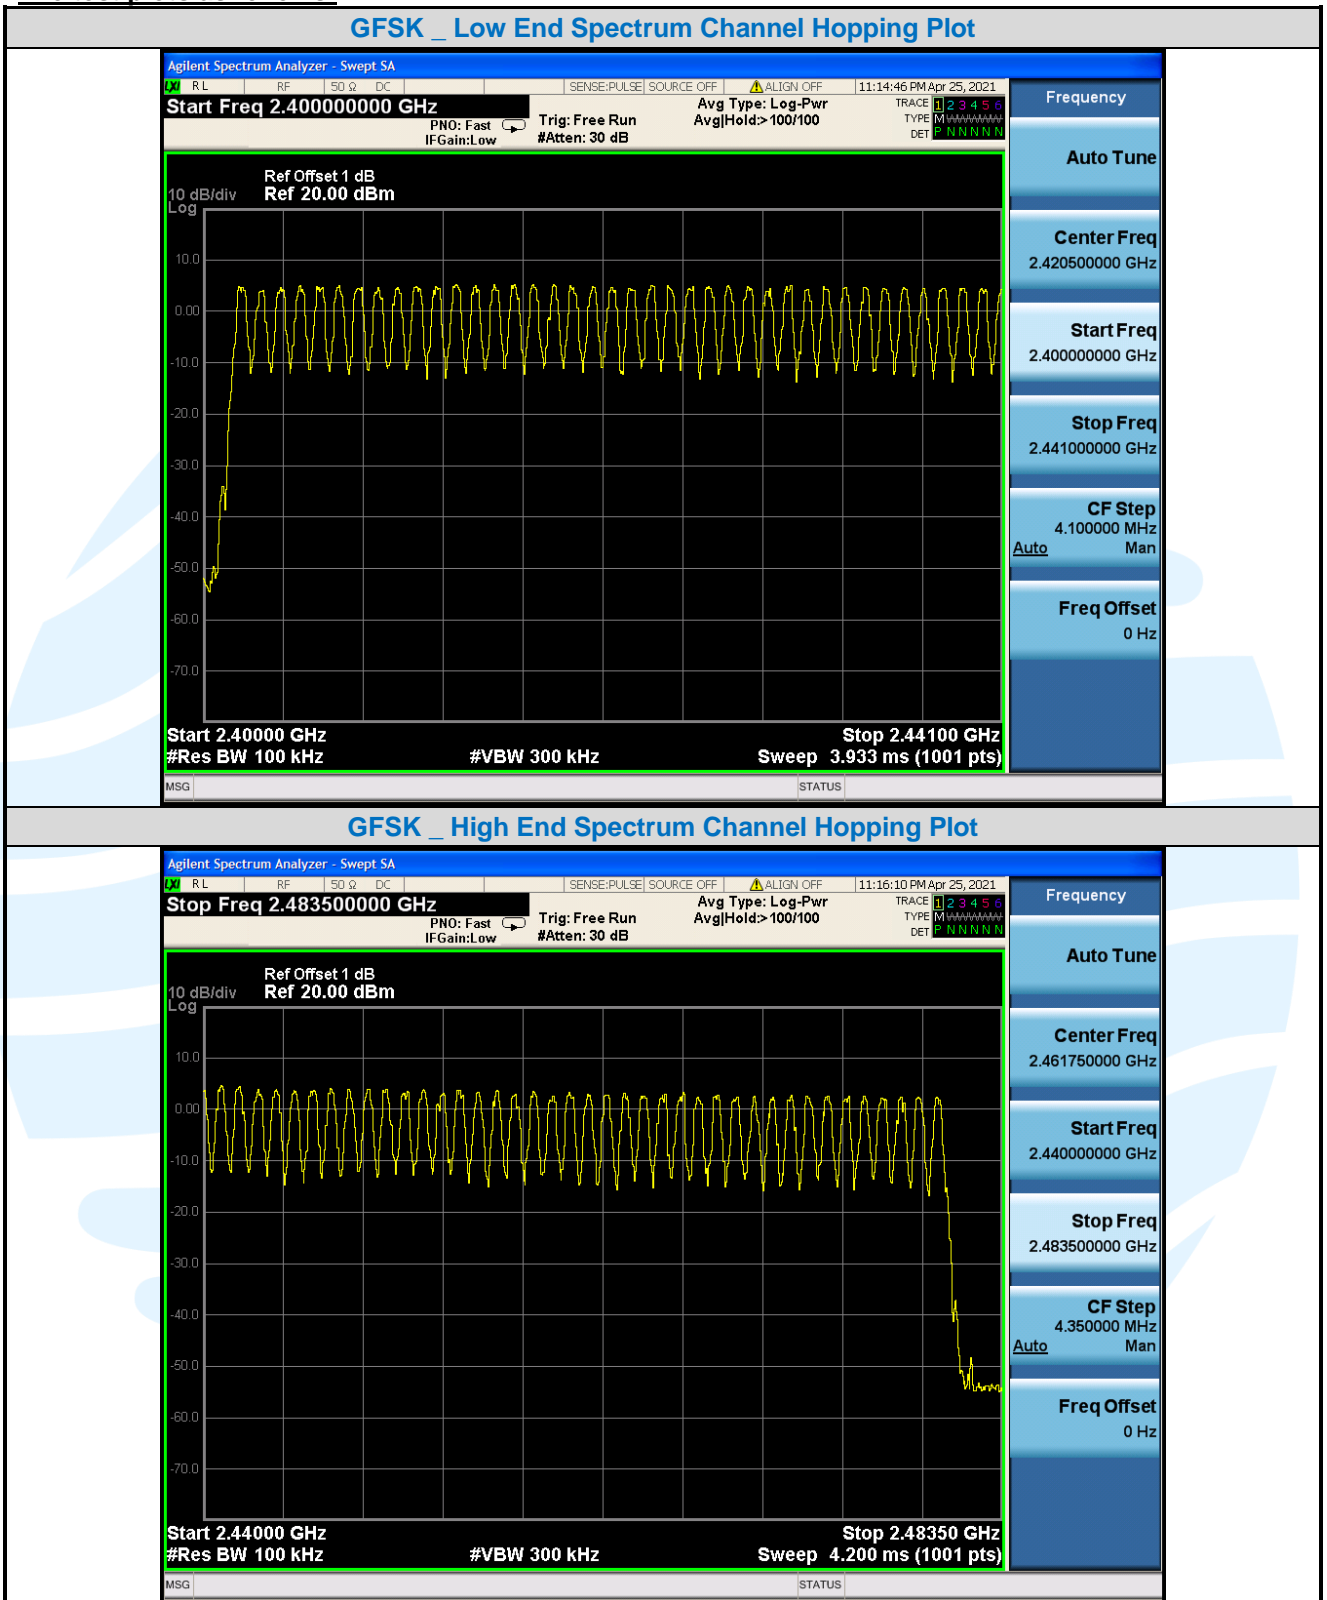 GFSK _ Low End Spectrum Channel Hopping Plot
Agilent Spectrum Analyzer - Swept SA
LXI RL RF 50 Ω DC SENSE:PULSE SOURCE OFF ALIGN OFF 11:14:46 PM Apr 25, 2021
Start Freq 2.400000000 GHz
PNO: Fast
IFGain:Low
Trig: Free Run
#Atten: 30 dB
Avg Type: Log-Pwr
Avg|Hold:>100/100
TRACE 1 2 3 4 5 6
TYPE M
DET P N N N N N
Ref Offset 1 dB
10 dB/div Ref 20.00 dBm
Log
10.0
0.00
-10.0
-20.0
-30.0
-40.0
-50.0
-60.0
-70.0
Start 2.40000 GHz Stop 2.44100 GHz
#Res BW 100 kHz #VBW 300 kHz Sweep 3.933 ms (1001 pts)
MSG STATUS
Frequency
Auto Tune
Center Freq
2.420500000 GHz
Start Freq
2.400000000 GHz
Stop Freq
2.441000000 GHz
CF Step
4.100000 MHz
Auto Man
Freq Offset
0 Hz
GFSK _ High End Spectrum Channel Hopping Plot
Agilent Spectrum Analyzer - Swept SA
LXI RL RF 50 Ω DC SENSE:PULSE SOURCE OFF ALIGN OFF 11:16:10 PM Apr 25, 2021
Stop Freq 2.483500000 GHz
PNO: Fast
IFGain:Low
Trig: Free Run
#Atten: 30 dB
Avg Type: Log-Pwr
Avg|Hold:>100/100
TRACE 1 2 3 4 5 6
TYPE M
DET P N N N N N
Ref Offset 1 dB
10 dB/div Ref 20.00 dBm
Log
10.0
0.00
-10.0
-20.0
-30.0
-40.0
-50.0
-60.0
-70.0
Start 2.44000 GHz Stop 2.48350 GHz
#Res BW 100 kHz #VBW 300 kHz Sweep 4.200 ms (1001 pts)
MSG STATUS
Frequency
Auto Tune
Center Freq
2.461750000 GHz
Start Freq
2.440000000 GHz
Stop Freq
2.483500000 GHz
CF Step
4.350000 MHz
Auto Man
Freq Offset
0 Hz